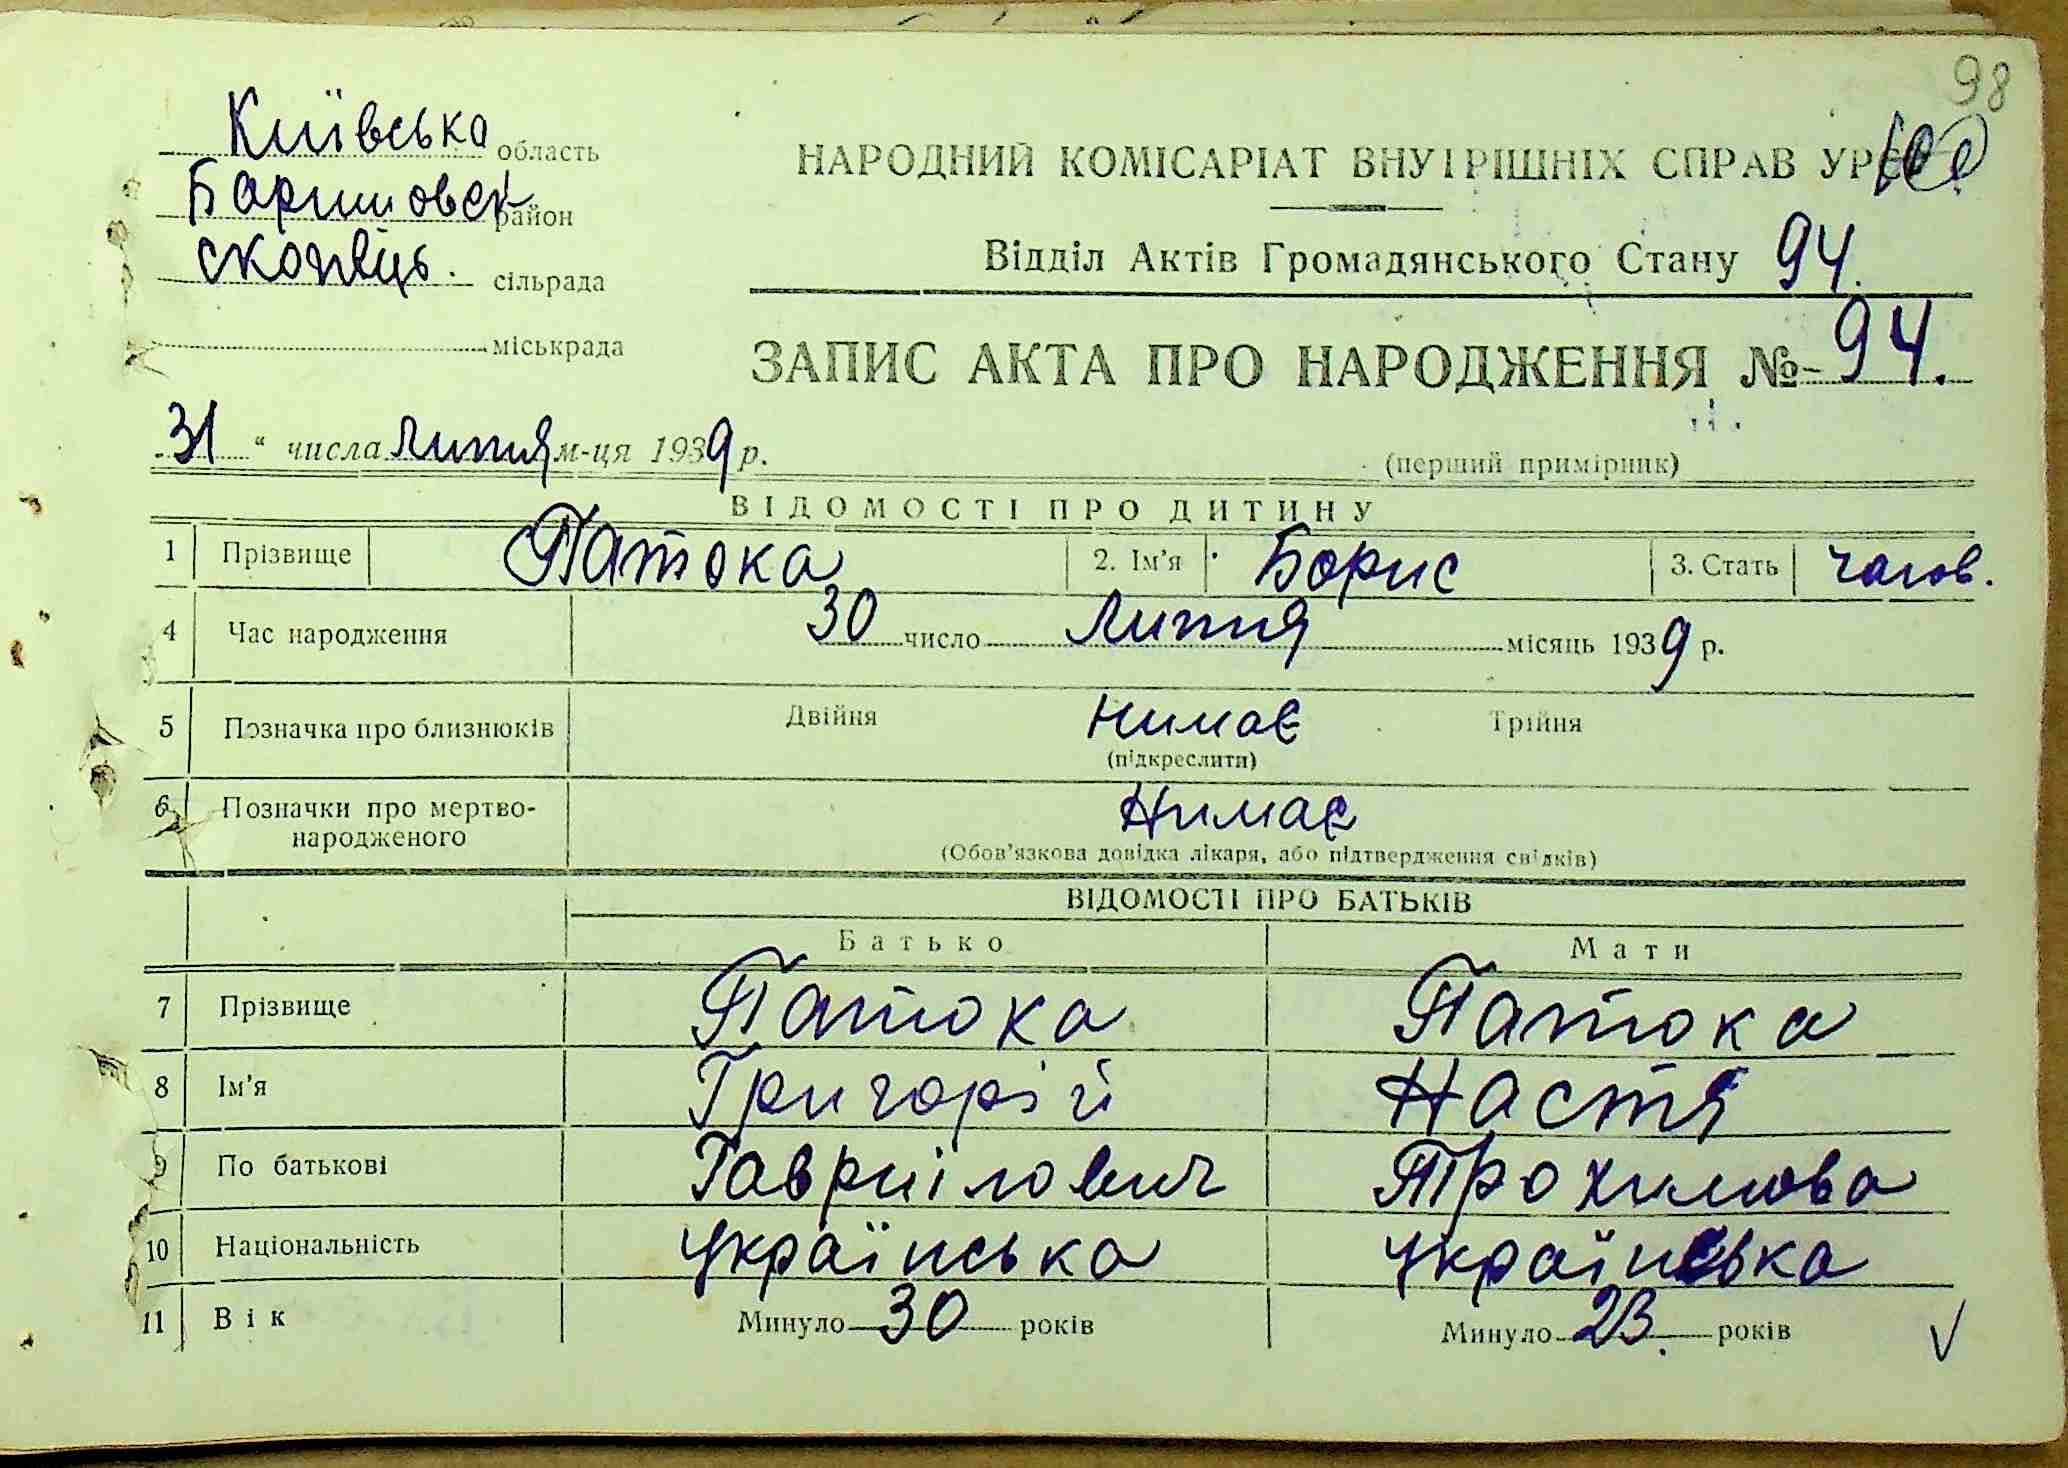 98
Київська область
Баришовск район
скопвіць. сільрада
міськрада
НАРОДНИЙ КОМІСАРІАТ ВНУТРІШНІХ СПРАВ УРСР
Відділ Актів Громадянського Стану 94.
ЗАПИС АКТА ПРО НАРОДЖЕННЯ № 94.
31 " числа липня м-ця 1939 р.
(перший примірник)
ВІДОМОСТІ ПРО ДИТИНУ
1 Прізвище Патока 2. Ім'я Борис 3. Стать чагов.
4 Час народження 30 число липня місяць 1939 р.
5 Позначка про близнюків Двійня нимає Трійня
(підкреслити)
6 Позначки про мертво-
народженого Нимає
(Обов'язкова довідка лікаря, або підтвердження свідків)
ВІДОМОСТІ ПРО БАТЬКІВ
Батько Мати
7 Прізвище Патока Патока
8 Ім'я Григорій Настя
9 По батькові Гавриілович Трохимова
10 Національність українська українська
11 Вік Минуло 30 років Минуло 23. років